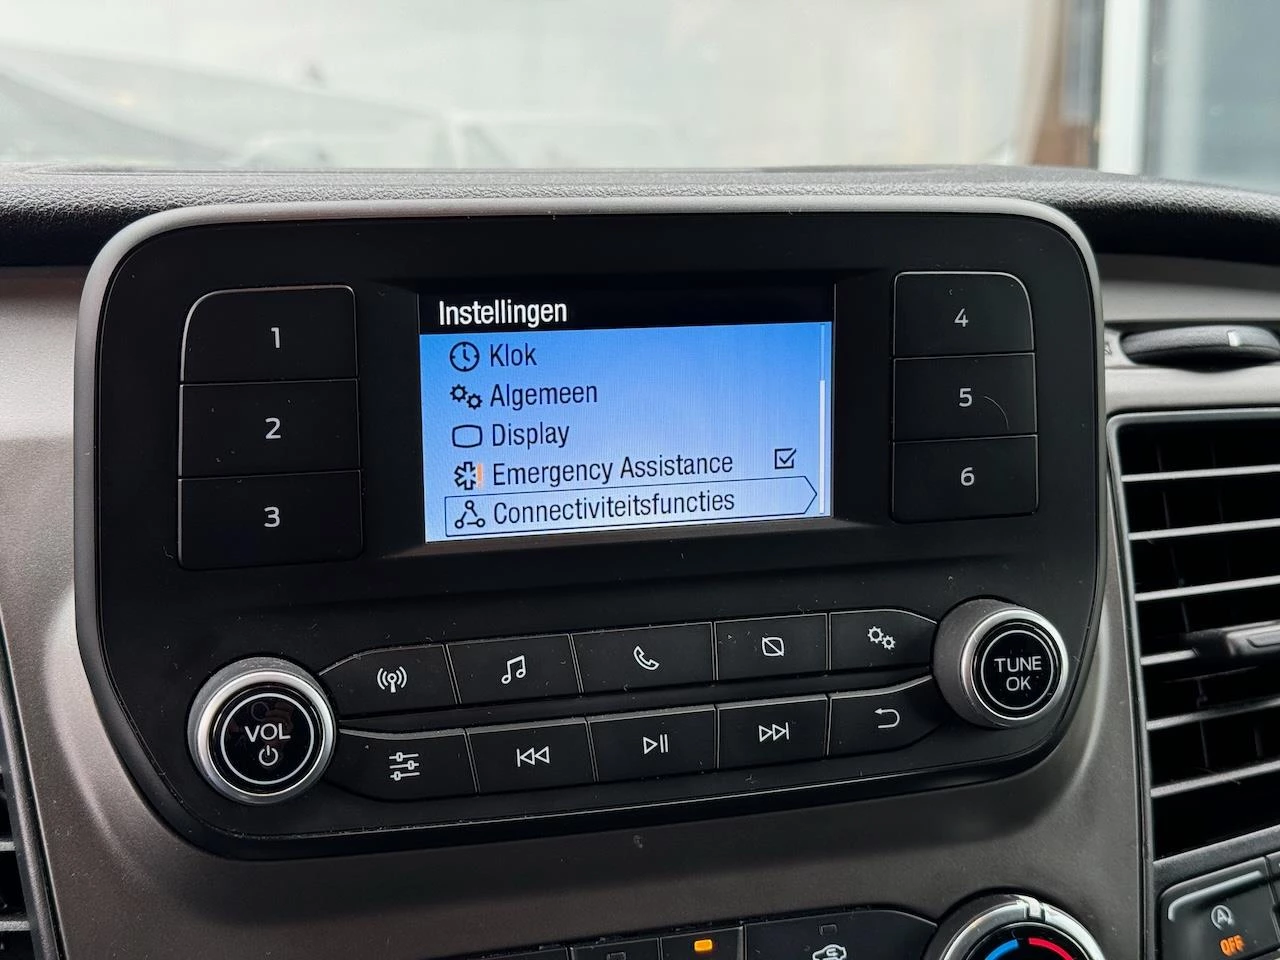 Instellingen
Klok
Algemeen
Display
Emergency Assistance
Connectiviteitsfuncties
1
2
3
4
5
6
VOL
TUNE
OK
A
OFF